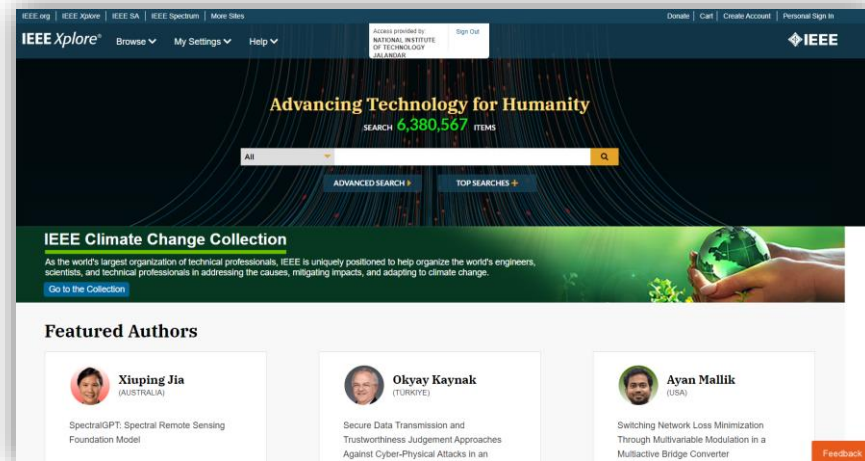 IEEE.org | IEEE Xplore | IEEE SA | IEEE Spectrum | More Sites
Donate | Cart | Create Account | Personal Sign In
IEEE Xplore®
Browse
My Settings
Help
Access provided by:
NATIONAL INSTITUTE
OF TECHNOLOGY
JALANDAR
Sign Out
IEEE
Advancing Technology for Humanity
SEARCH 6,380,567 ITEMS
All
ADVANCED SEARCH
TOP SEARCHES +
IEEE Climate Change Collection
As the world's largest organization of technical professionals, IEEE is uniquely positioned to help organize the world's engineers,
scientists, and technical professionals in addressing the causes, mitigating impacts, and adapting to climate change.
Go to the Collection
Featured Authors
Xiuping Jia
(AUSTRALIA)
SpectralGPT: Spectral Remote Sensing
Foundation Model
Okyay Kaynak
(TÜRKIYE)
Secure Data Transmission and
Trustworthiness Judgement Approaches
Against Cyber-Physical Attacks in an
Ayan Mallik
(USA)
Switching Network Loss Minimization
Through Multivariable Modulation in a
Multiactive Bridge Converter
Feedback